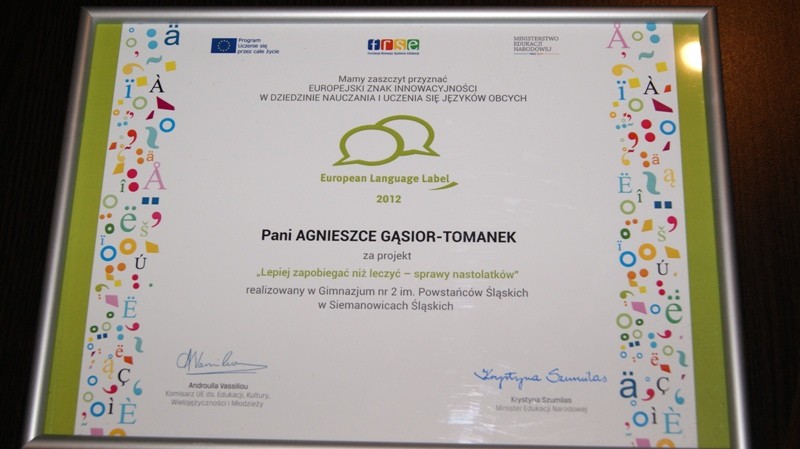 Program
Uczenie się
przez całe życie
frse
MINISTERSTWO
EDUKACJI
NARODOWEJ
Mamy zaszczyt przyznać
EUROPEJSKI ZNAK INNOWACYJNOŚCI
W DZIEDZINIE NAUCZANIA I UCZENIA SIĘ JĘZYKÓW OBCYCH
European Language Label
2012
Pani AGNIESZCE GĄSIOR-TOMANEK
za projekt
„Lepiej zapobiegać niż leczyć – sprawy nastolatków”
realizowany w Gimnazjum nr 2 im. Powstańców Śląskich
w Siemanowicach Śląskich
Androulla Vassiliou
Komisarz UE ds. Edukacji, Kultury,
Wielojęzyczności i Młodzieży
Krystyna Szumilas
Krystyna Szumilas
Minister Edukacji Narodowej